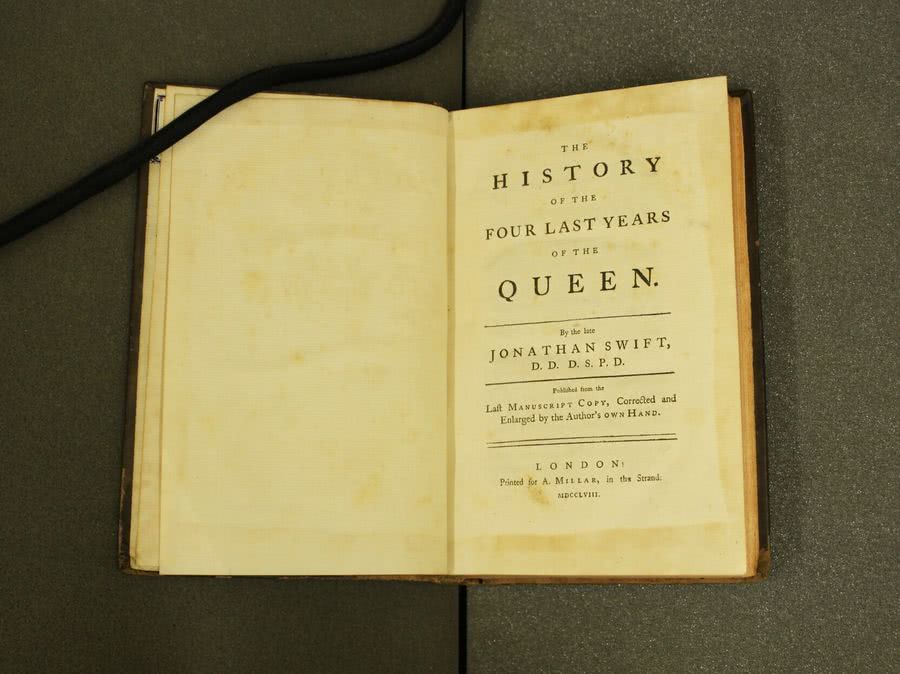 THE
HISTORY
OF THE
FOUR LAST YEARS
OF THE
QUEEN.
By the late
JONATHAN SWIFT,
D. D. D. S. P. D.
Publiſhed from the
Laſt MANUSCRIPT COPY, Corrected and
Enlarged by the Author's OWN HAND.
LONDON:
Printed for A. MILLAR, in the Strand.
MDCCLVIII.